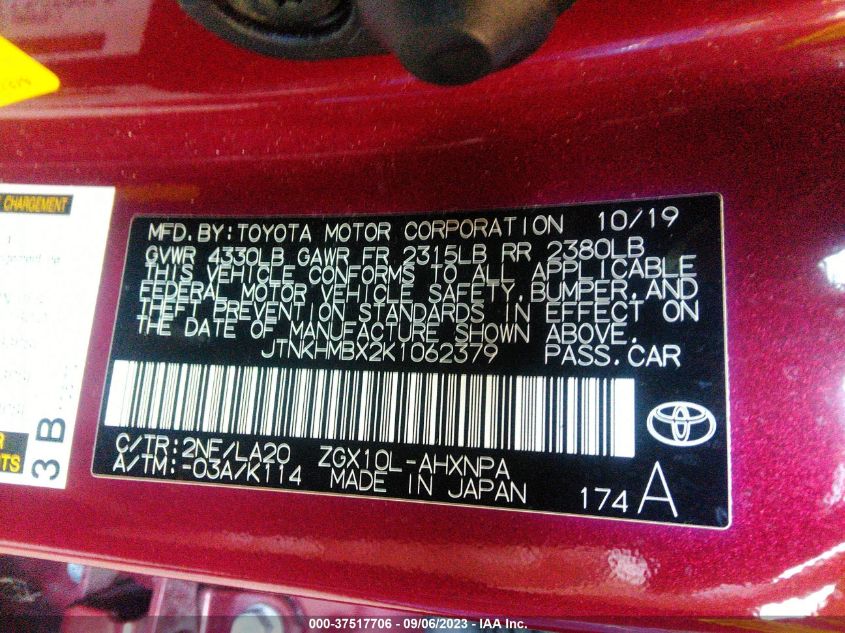 CHARGEMENT
3 B
MFD. BY: TOYOTA MOTOR CORPORATION 10/19
GVWR 4330LB GAWR FR 2315LB RR 2380LB
THIS VEHICLE CONFORMS TO ALL APPLICABLE
FEDERAL MOTOR VEHICLE SAFETY, BUMPER, AND
THEFT PREVENTION STANDARDS IN EFFECT ON
THE DATE OF MANUFACTURE SHOWN ABOVE.
JTNKHMBX2K1062379 PASS.CAR
C/TR:2NE/LA20 ZGX10L-AHXNPA
A/TM:-03A/K114 MADE IN JAPAN
174 A
000-37517706 - 09/06/2023 - IAA Inc.